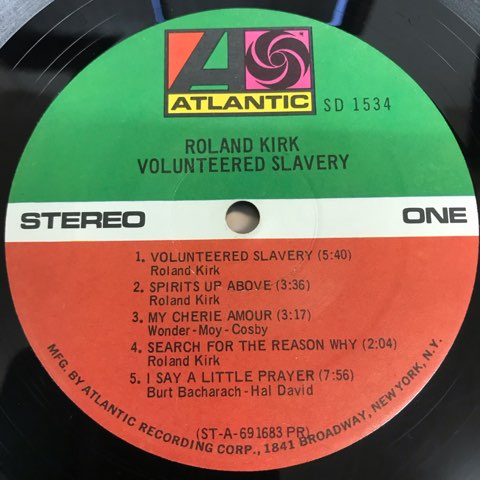 ATLANTIC
SD 1534
ROLAND KIRK
VOLUNTEERED SLAVERY
STEREO ONE
1. VOLUNTEERED SLAVERY (5:40)
Roland Kirk
2. SPIRITS UP ABOVE (3:36)
Roland Kirk
3. MY CHERIE AMOUR (3:17)
Wonder-Moy-Cosby
4. SEARCH FOR THE REASON WHY (2:04)
Roland Kirk
5. I SAY A LITTLE PRAYER (7:56)
Burt Bacharach-Hal David
(ST-A-691683 PR)
MFG. BY ATLANTIC RECORDING CORP., 1841 BROADWAY, NEW YORK, N.Y.